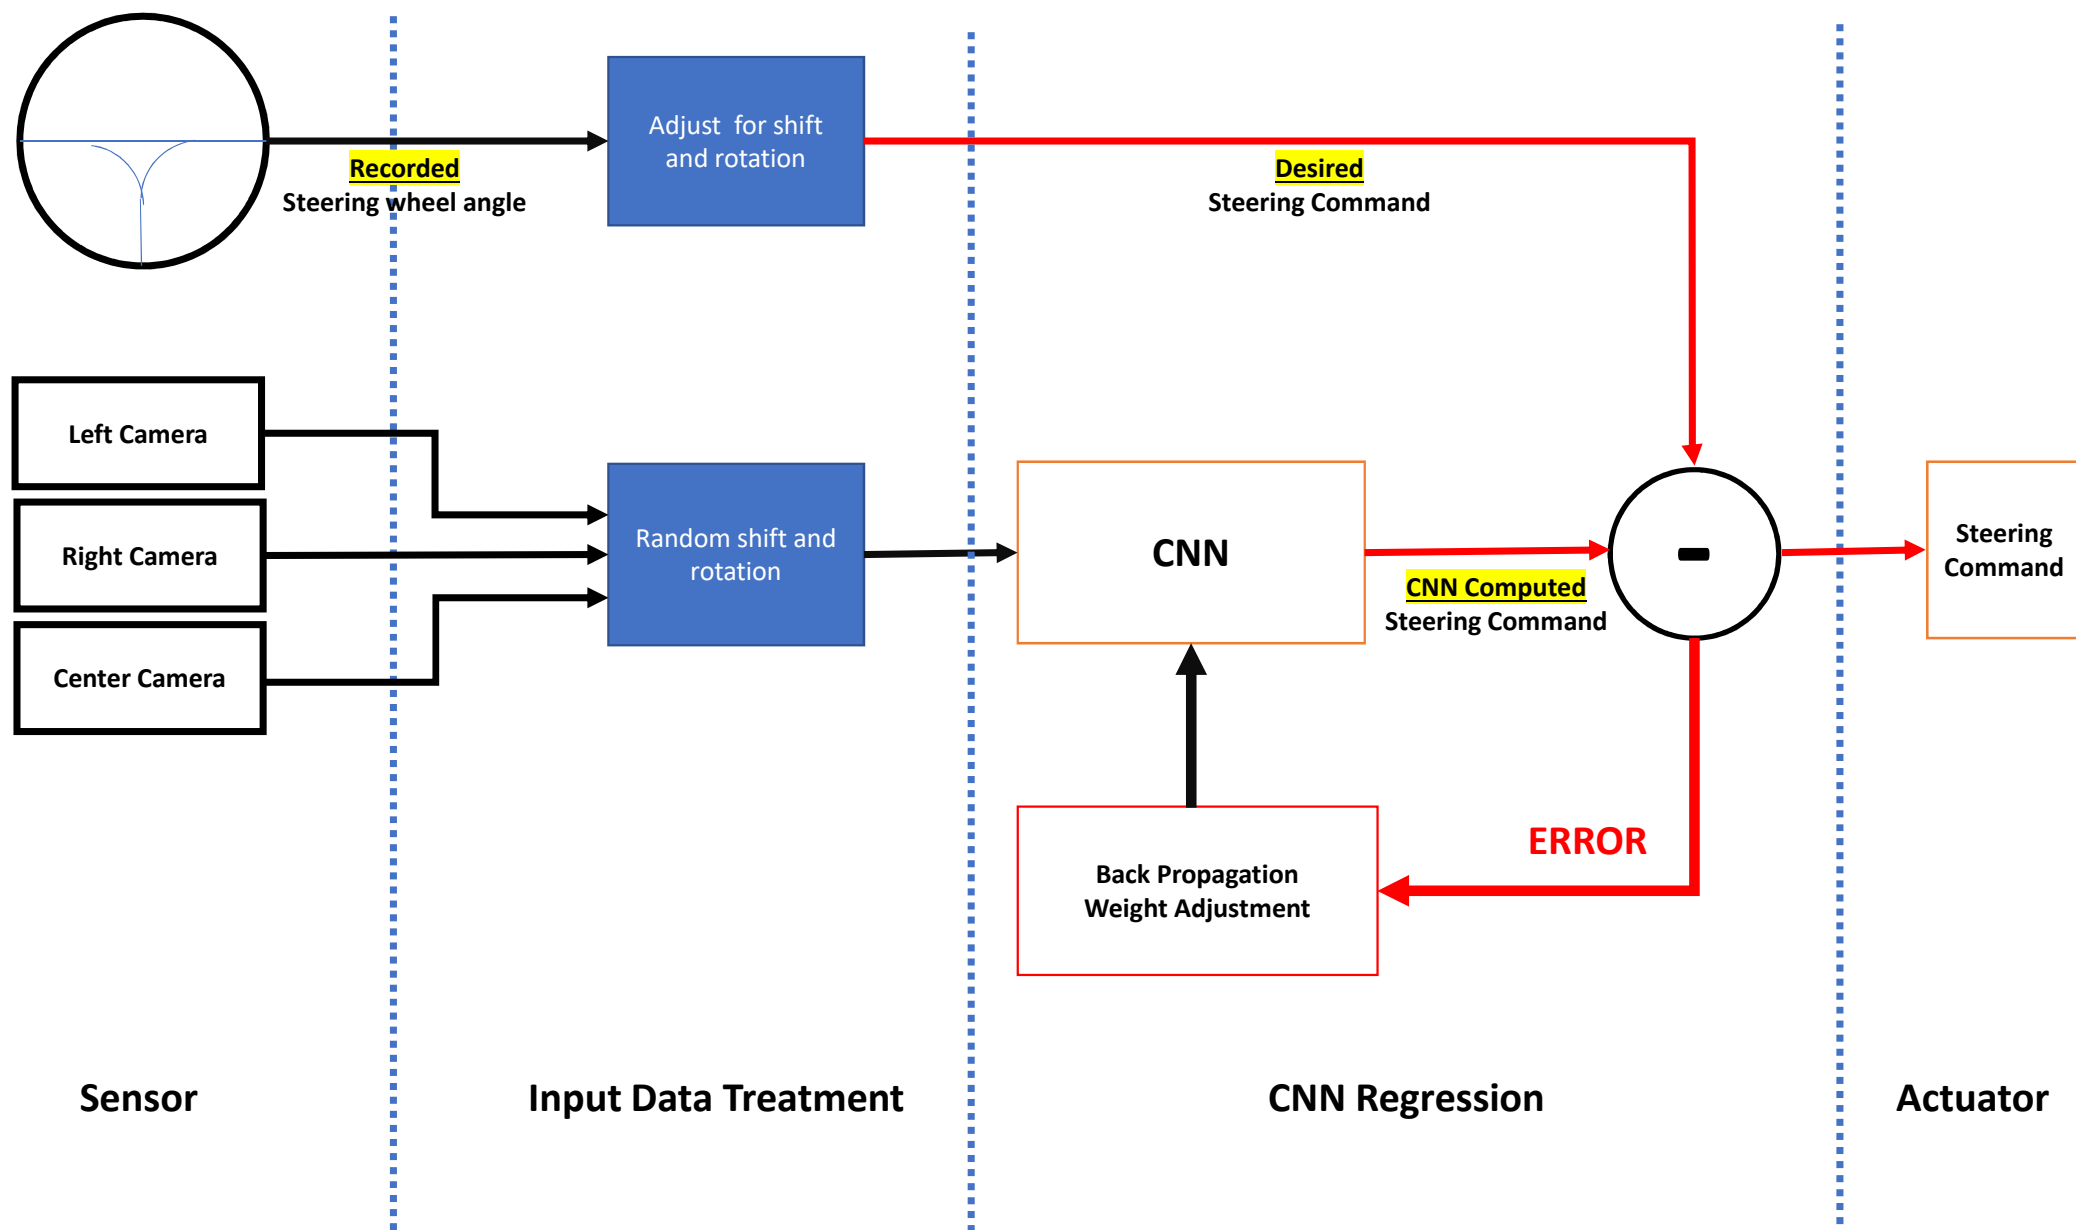 Adjust for shift
and rotation
Recorded
Steering wheel angle
Desired
Steering Command
Left Camera
Right Camera
Center Camera
Random shift and
rotation
CNN
CNN Computed
Steering Command
-
Steering
Command
ERROR
Back Propagation
Weight Adjustment
Sensor
Input Data Treatment
CNN Regression
Actuator